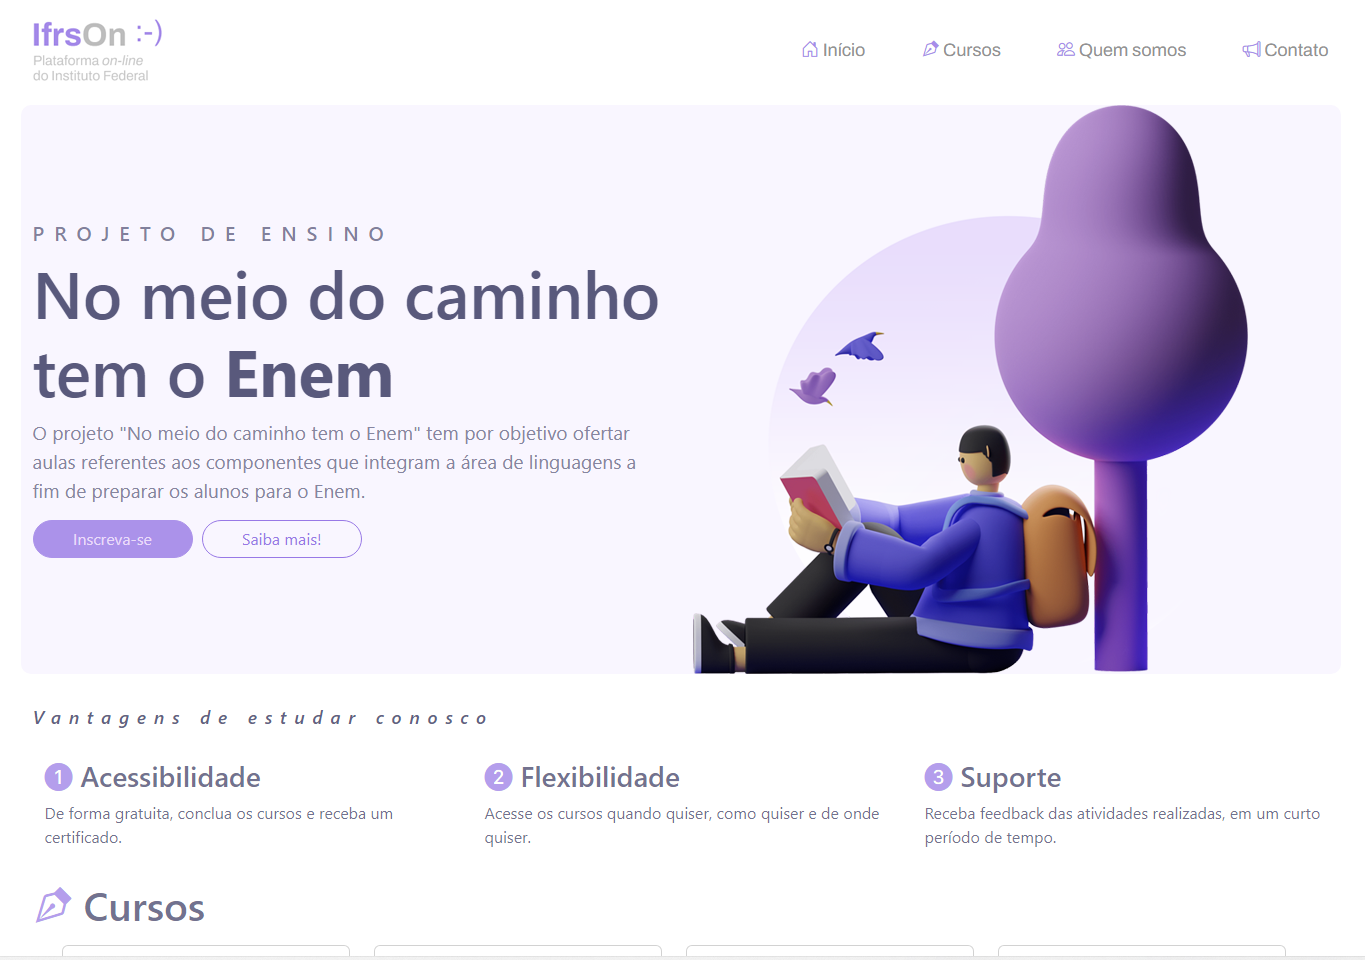 IfrsOn :-)
Plataforma on-line
do Instituto Federal
Início
Cursos
Quem somos
Contato
PROJETO DE ENSINO
No meio do caminho
tem o Enem
O projeto "No meio do caminho tem o Enem" tem por objetivo ofertar
aulas referentes aos componentes que integram a área de linguagens a
fim de preparar os alunos para o Enem.
Inscreva-se
Saiba mais!
Vantagens de estudar conosco
1 Acessibilidade
De forma gratuita, conclua os cursos e receba um
certificado.
2 Flexibilidade
Acesse os cursos quando quiser, como quiser e de onde
quiser.
3 Suporte
Receba feedback das atividades realizadas, em um curto
período de tempo.
Cursos